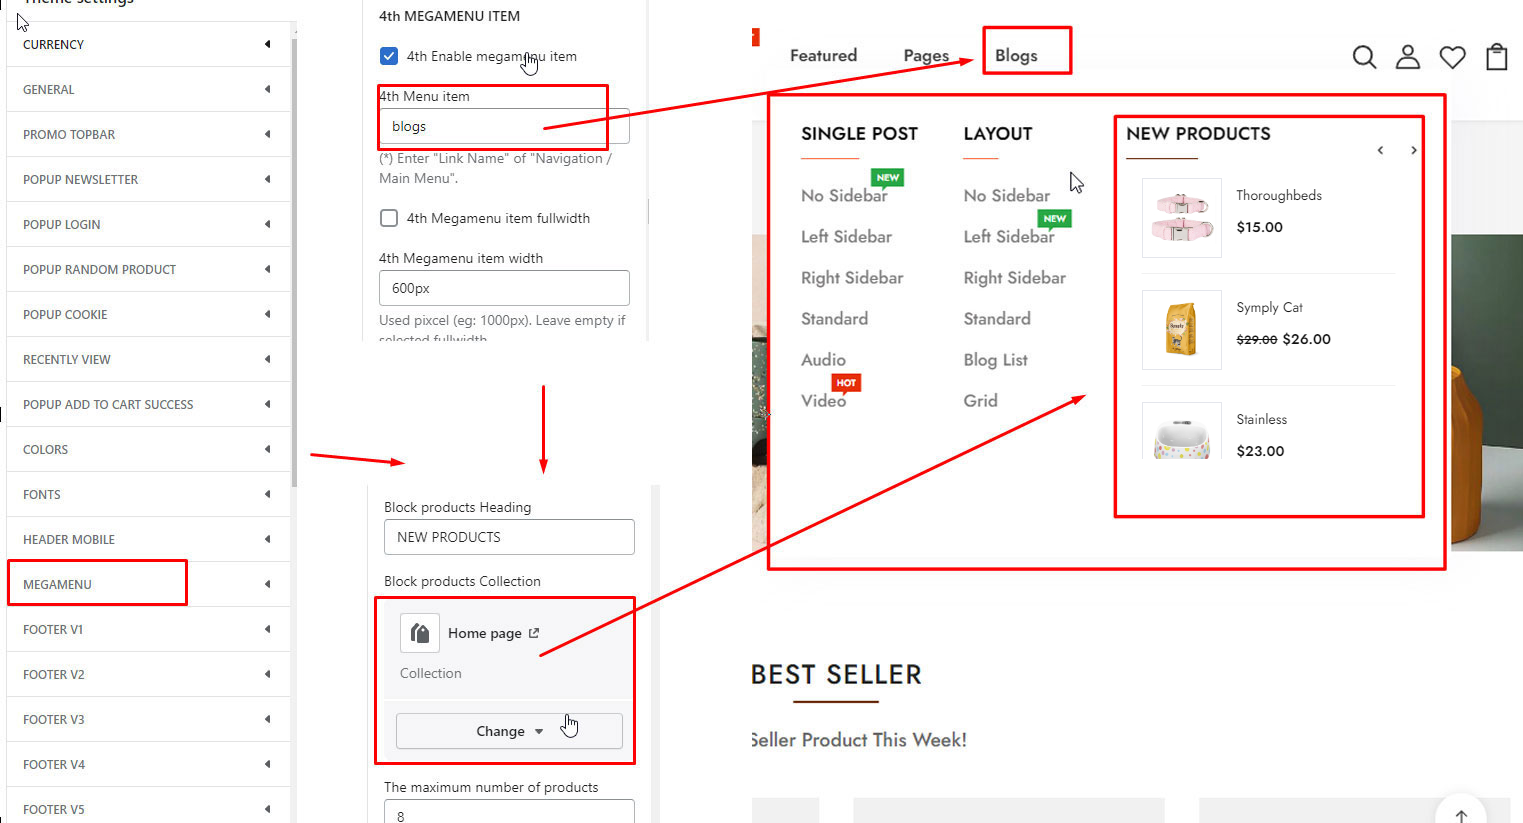 Theme settings
CURRENCY
GENERAL
PROMO TOPBAR
POPUP NEWSLETTER
POPUP LOGIN
POPUP RANDOM PRODUCT
POPUP COOKIE
RECENTLY VIEW
POPUP ADD TO CART SUCCESS
COLORS
FONTS
HEADER MOBILE
MEGAMENU
FOOTER V1
FOOTER V2
FOOTER V3
FOOTER V4
FOOTER V5
4th MEGAMENU ITEM
4th Enable megamenu item
4th Menu item
blogs
(*) Enter "Link Name" of "Navigation /
Main Menu".
4th Megamenu item fullwidth
4th Megamenu item width
600px
Used pixcel (eg: 1000px). Leave empty if
selected fullwidth
Block products Heading
NEW PRODUCTS
Block products Collection
Home page
Collection
Change
The maximum number of products
8
Featured Pages Blogs
SINGLE POST
NEW
No Sidebar
Left Sidebar
Right Sidebar
Standard
Audio
HOT
Video
LAYOUT
No Sidebar
NEW
Left Sidebar
Right Sidebar
Standard
Blog List
Grid
NEW PRODUCTS
Thoroughbeds
$15.00
Symply Cat
$29.00 $26.00
Stainless
$23.00
BEST SELLER
Seller Product This Week!